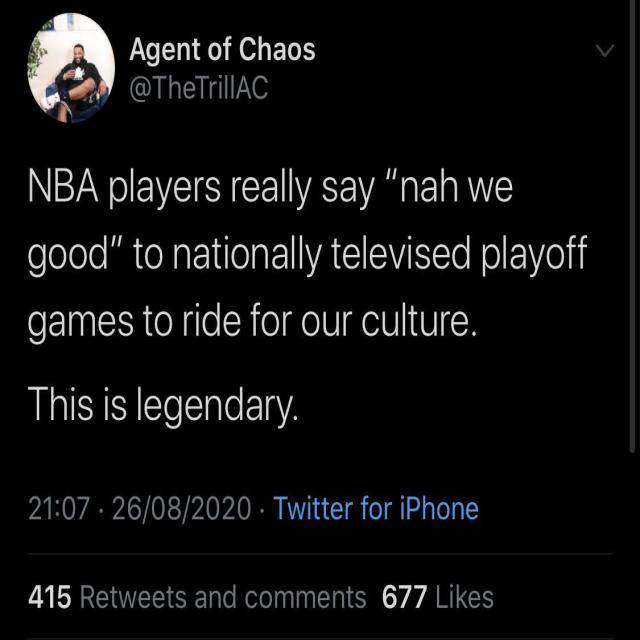 Agent of Chaos
@TheTrillAC
NBA players really say “nah we
good” to nationally televised playoff
games to ride for our culture.
This is legendary.
21:07 · 26/08/2020 · Twitter for iPhone
415 Retweets and comments 677 Likes